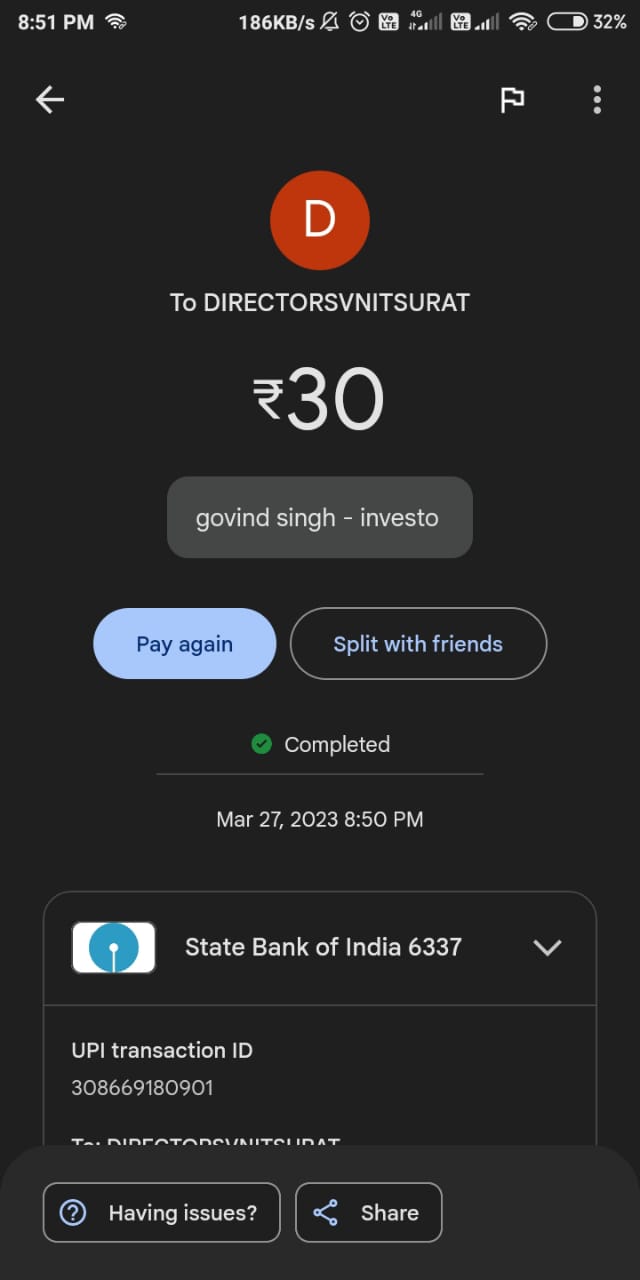 8:51 PM 186KB/s Vo LTE 4G Vo LTE 32%
D
To DIRECTORSVNITSURAT
₹30
govind singh - investo
Pay again Split with friends
Completed
Mar 27, 2023 8:50 PM
State Bank of India 6337
UPI transaction ID
308669180901
To: DIRECTORSVNITSURAT
Having issues? Share